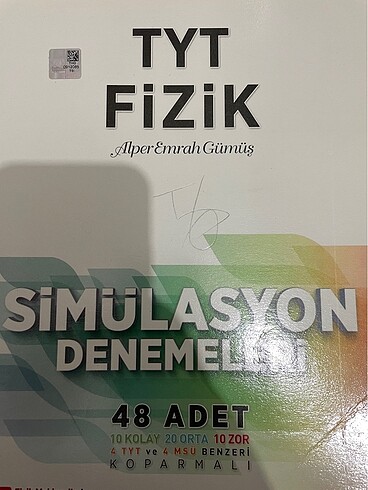 TYT
FİZİK
Alper Emrah Gümüş
SİMÜLASYON
DENEMELERİ
48 ADET
10 KOLAY 20 ORTA 10 ZOR
4 TYT ve 4 MSU BENZERİ
KOPARMALI